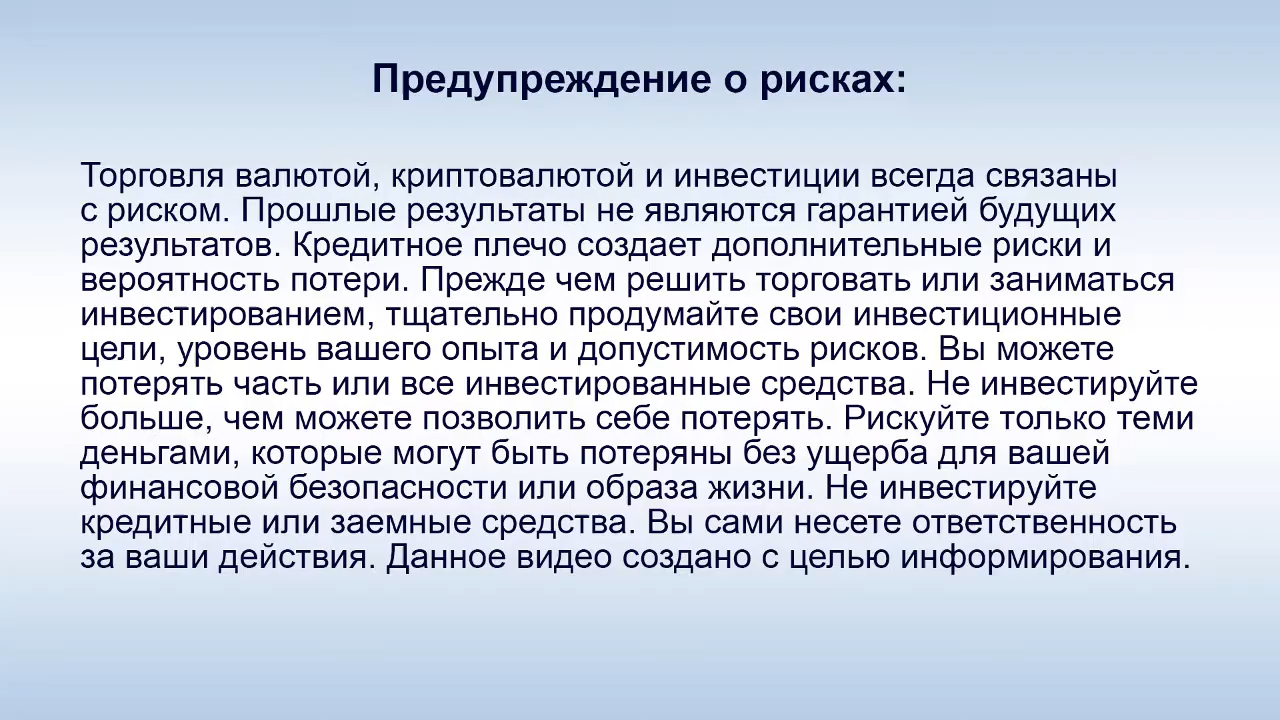 Предупреждение о рисках:
Торговля валютой, криптовалютой и инвестиции всегда связаны
с риском. Прошлые результаты не являются гарантией будущих
результатов. Кредитное плечо создает дополнительные риски и
вероятность потери. Прежде чем решить торговать или заниматься
инвестированием, тщательно продумайте свои инвестиционные
цели, уровень вашего опыта и допустимость рисков. Вы можете
потерять часть или все инвестированные средства. Не инвестируйте
больше, чем можете позволить себе потерять. Рискуйте только теми
деньгами, которые могут быть потеряны без ущерба для вашей
финансовой безопасности или образа жизни. Не инвестируйте
кредитные или заемные средства. Вы сами несете ответственность
за ваши действия. Данное видео создано с целью информирования.